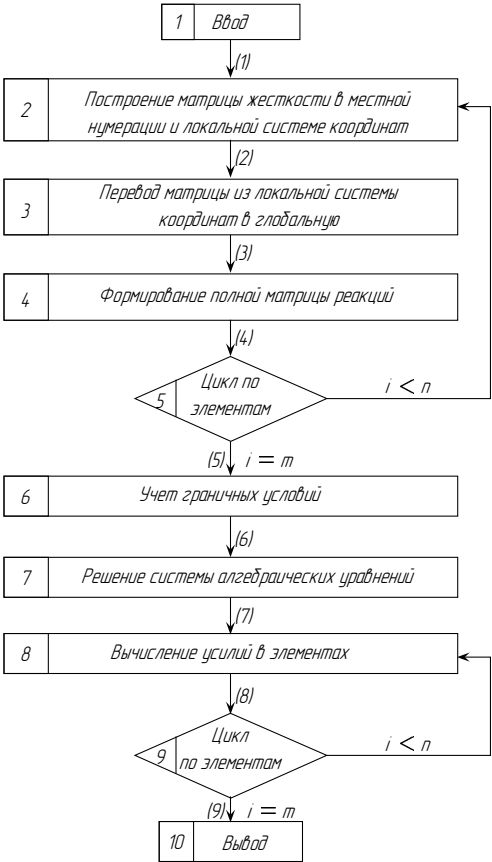 1 Ввод
(1)
2 Построение матрицы жесткости в местной
нумерации и локальной системе координат
(2)
3 Перевод матрицы из локальной системы
координат в глобальную
(3)
4 Формирование полной матрицы реакций
(4)
5 Цикл по
элементам
i < n
(5) i = m
6 Учет граничных условий
(6)
7 Решение системы алгебраических уравнений
(7)
8 Вычисление усилий в элементах
(8)
9 Цикл
по элементам
i < n
(9) i = m
10 Вывод